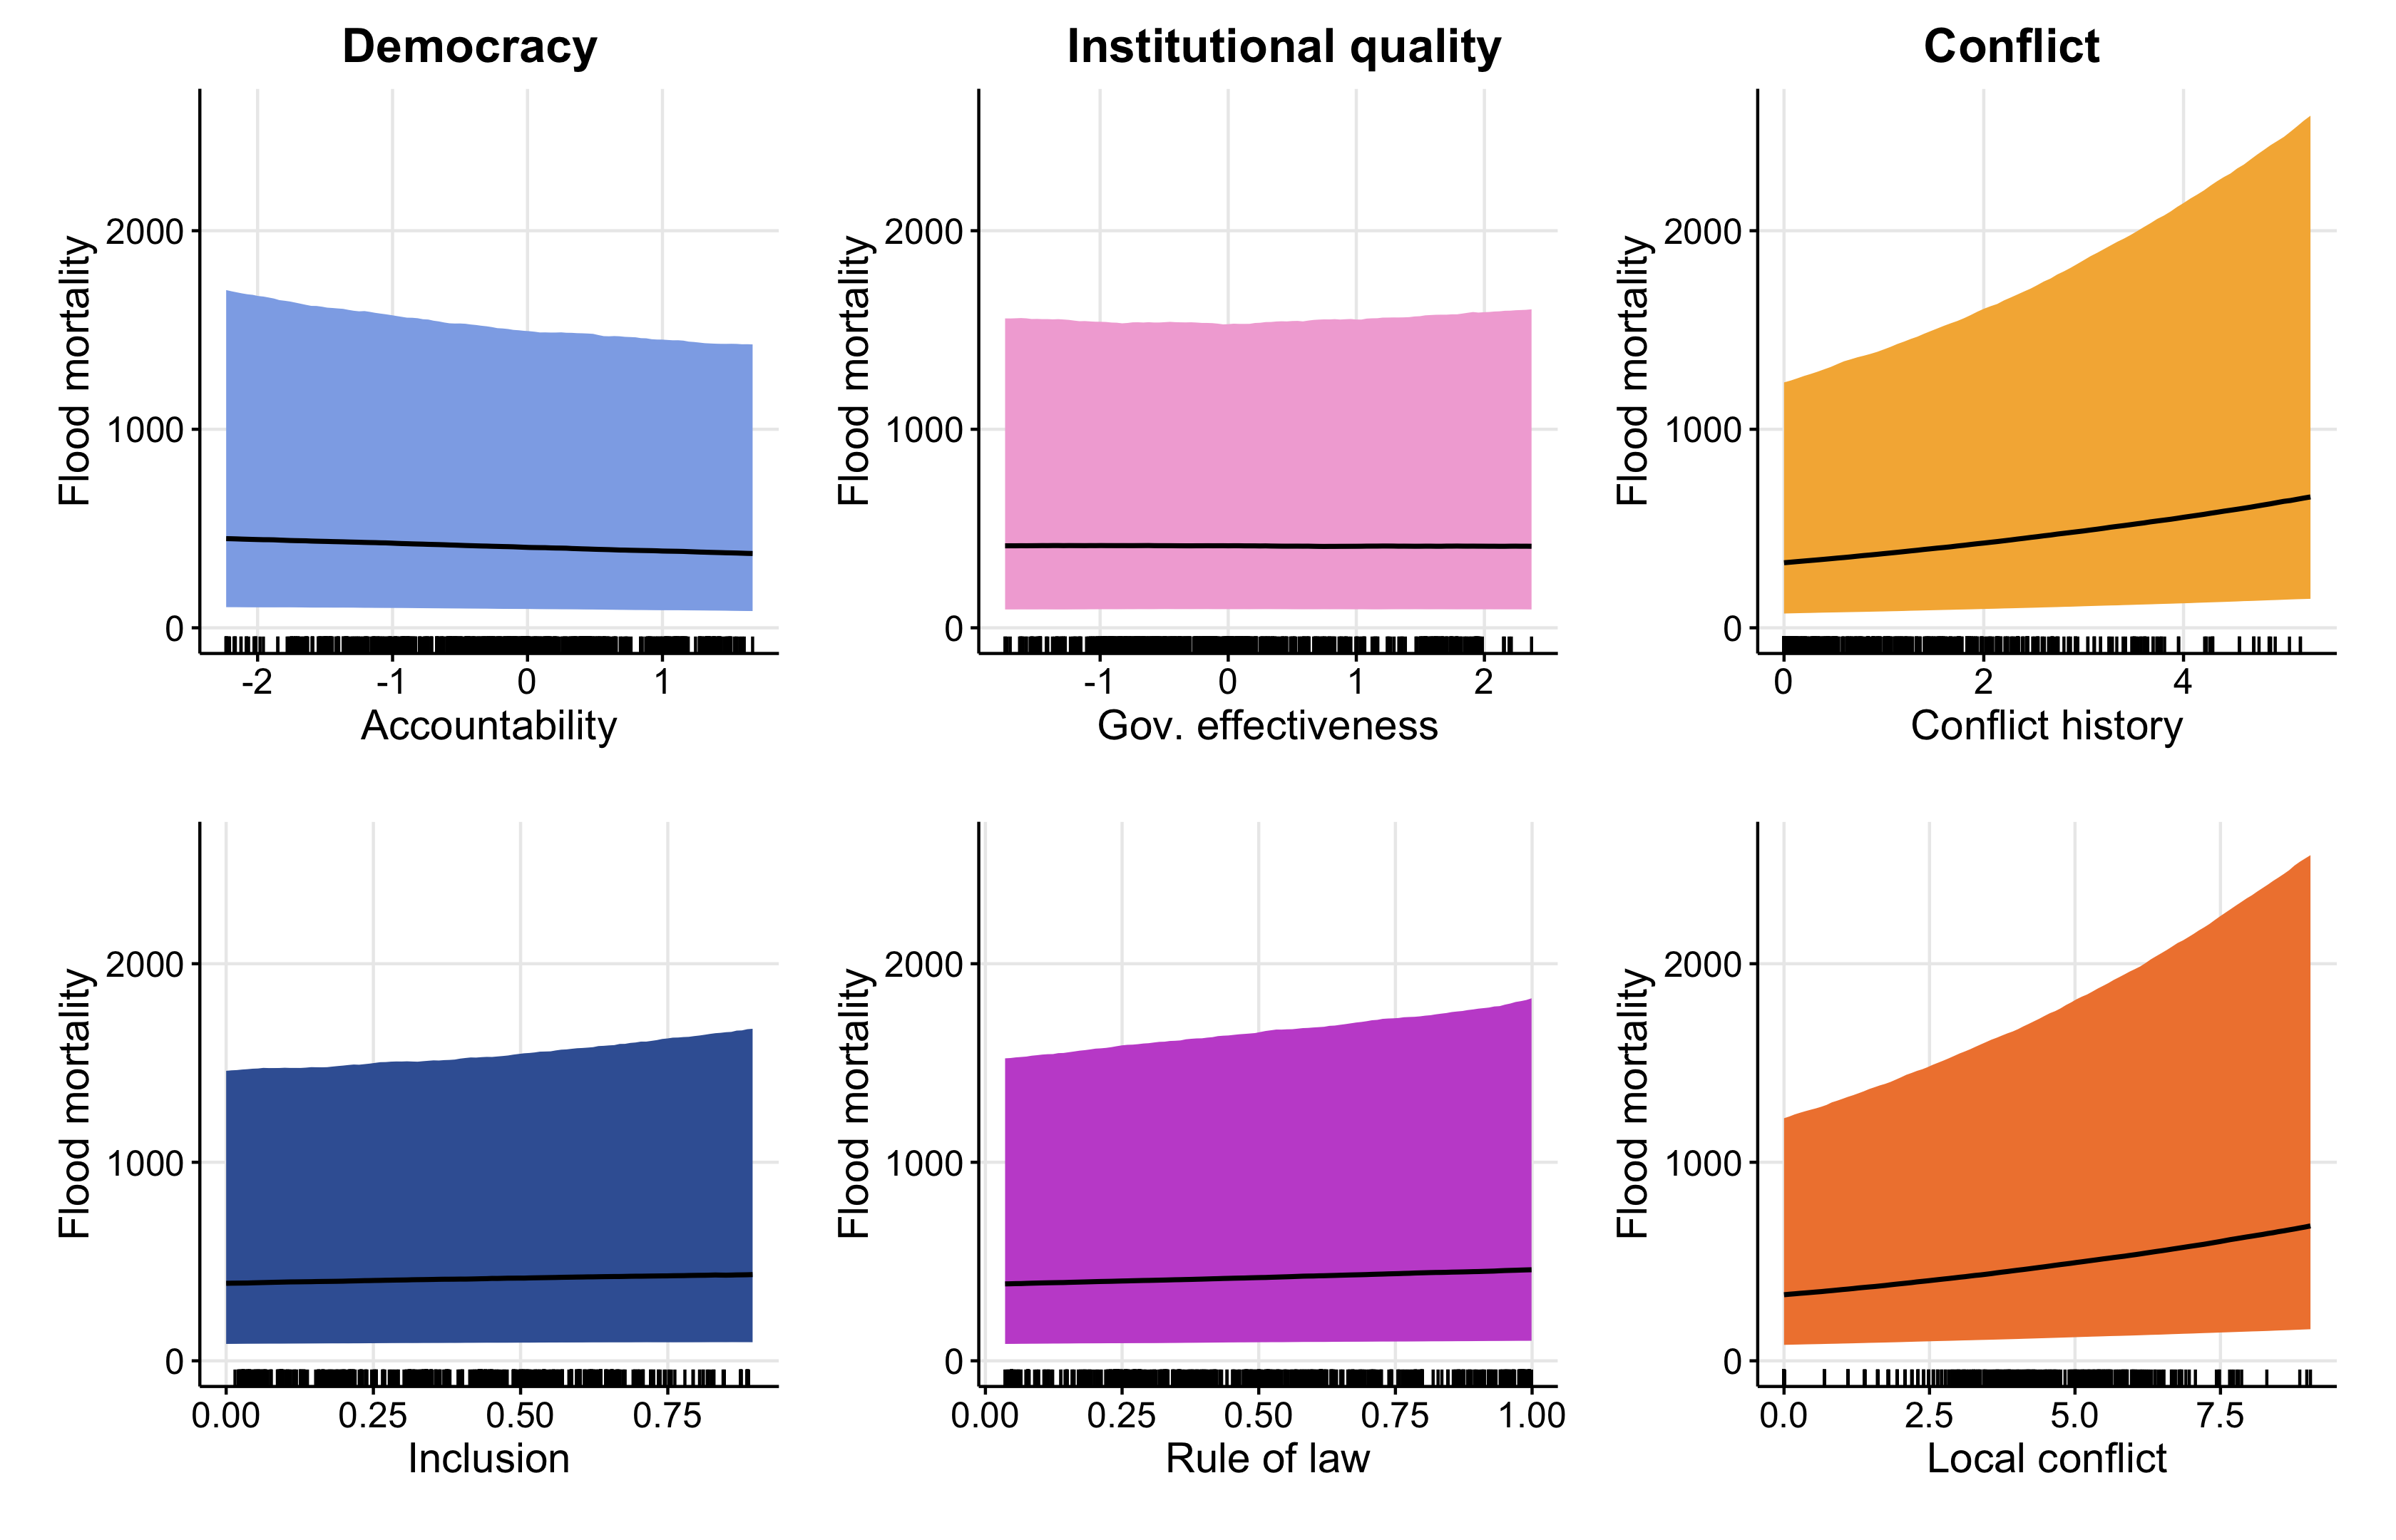 Democracy
Institutional quality
Conflict
Flood mortality
2000
1000
0
-2 -1 0 1
Accountability
Flood mortality
2000
1000
0
-1 0 1 2
Gov. effectiveness
Flood mortality
2000
1000
0
0 2 4
Conflict history
Flood mortality
2000
1000
0
0.00 0.25 0.50 0.75
Inclusion
Flood mortality
2000
1000
0
0.00 0.25 0.50 0.75 1.00
Rule of law
Flood mortality
2000
1000
0
0.0 2.5 5.0 7.5
Local conflict